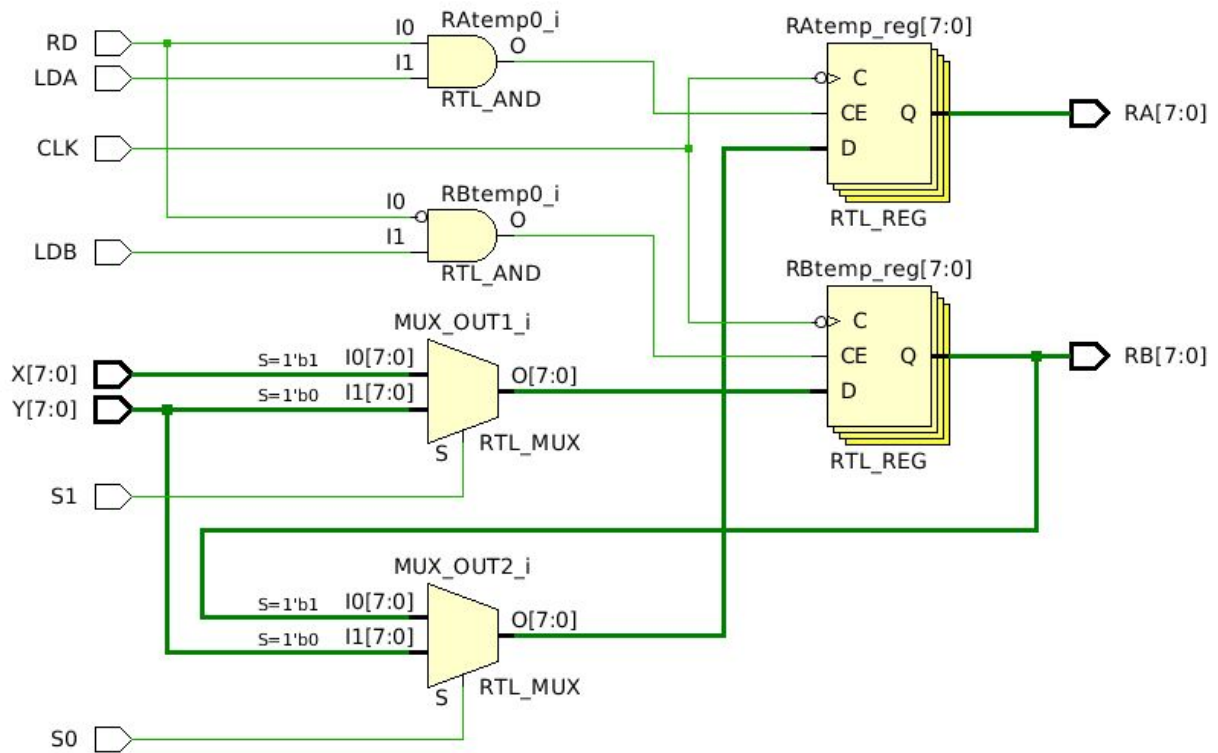 RAtemp0_i
RAtemp_reg[7:0]
RD
I0
O
LDA
I1
C
RTL_AND
CE
Q
RA[7:0]
CLK
D
RBtemp0_i
I0
O
RTL_REG
I1
LDB
RTL_AND
RBtemp_reg[7:0]
MUX_OUT1_i
C
X[7:0]
S=1'b1
I0[7:0]
O[7:0]
CE
Q
RB[7:0]
Y[7:0]
S=1'b0
I1[7:0]
D
S
RTL_MUX
RTL_REG
S1
MUX_OUT2_i
S=1'b1
I0[7:0]
O[7:0]
S=1'b0
I1[7:0]
S
RTL_MUX
S0